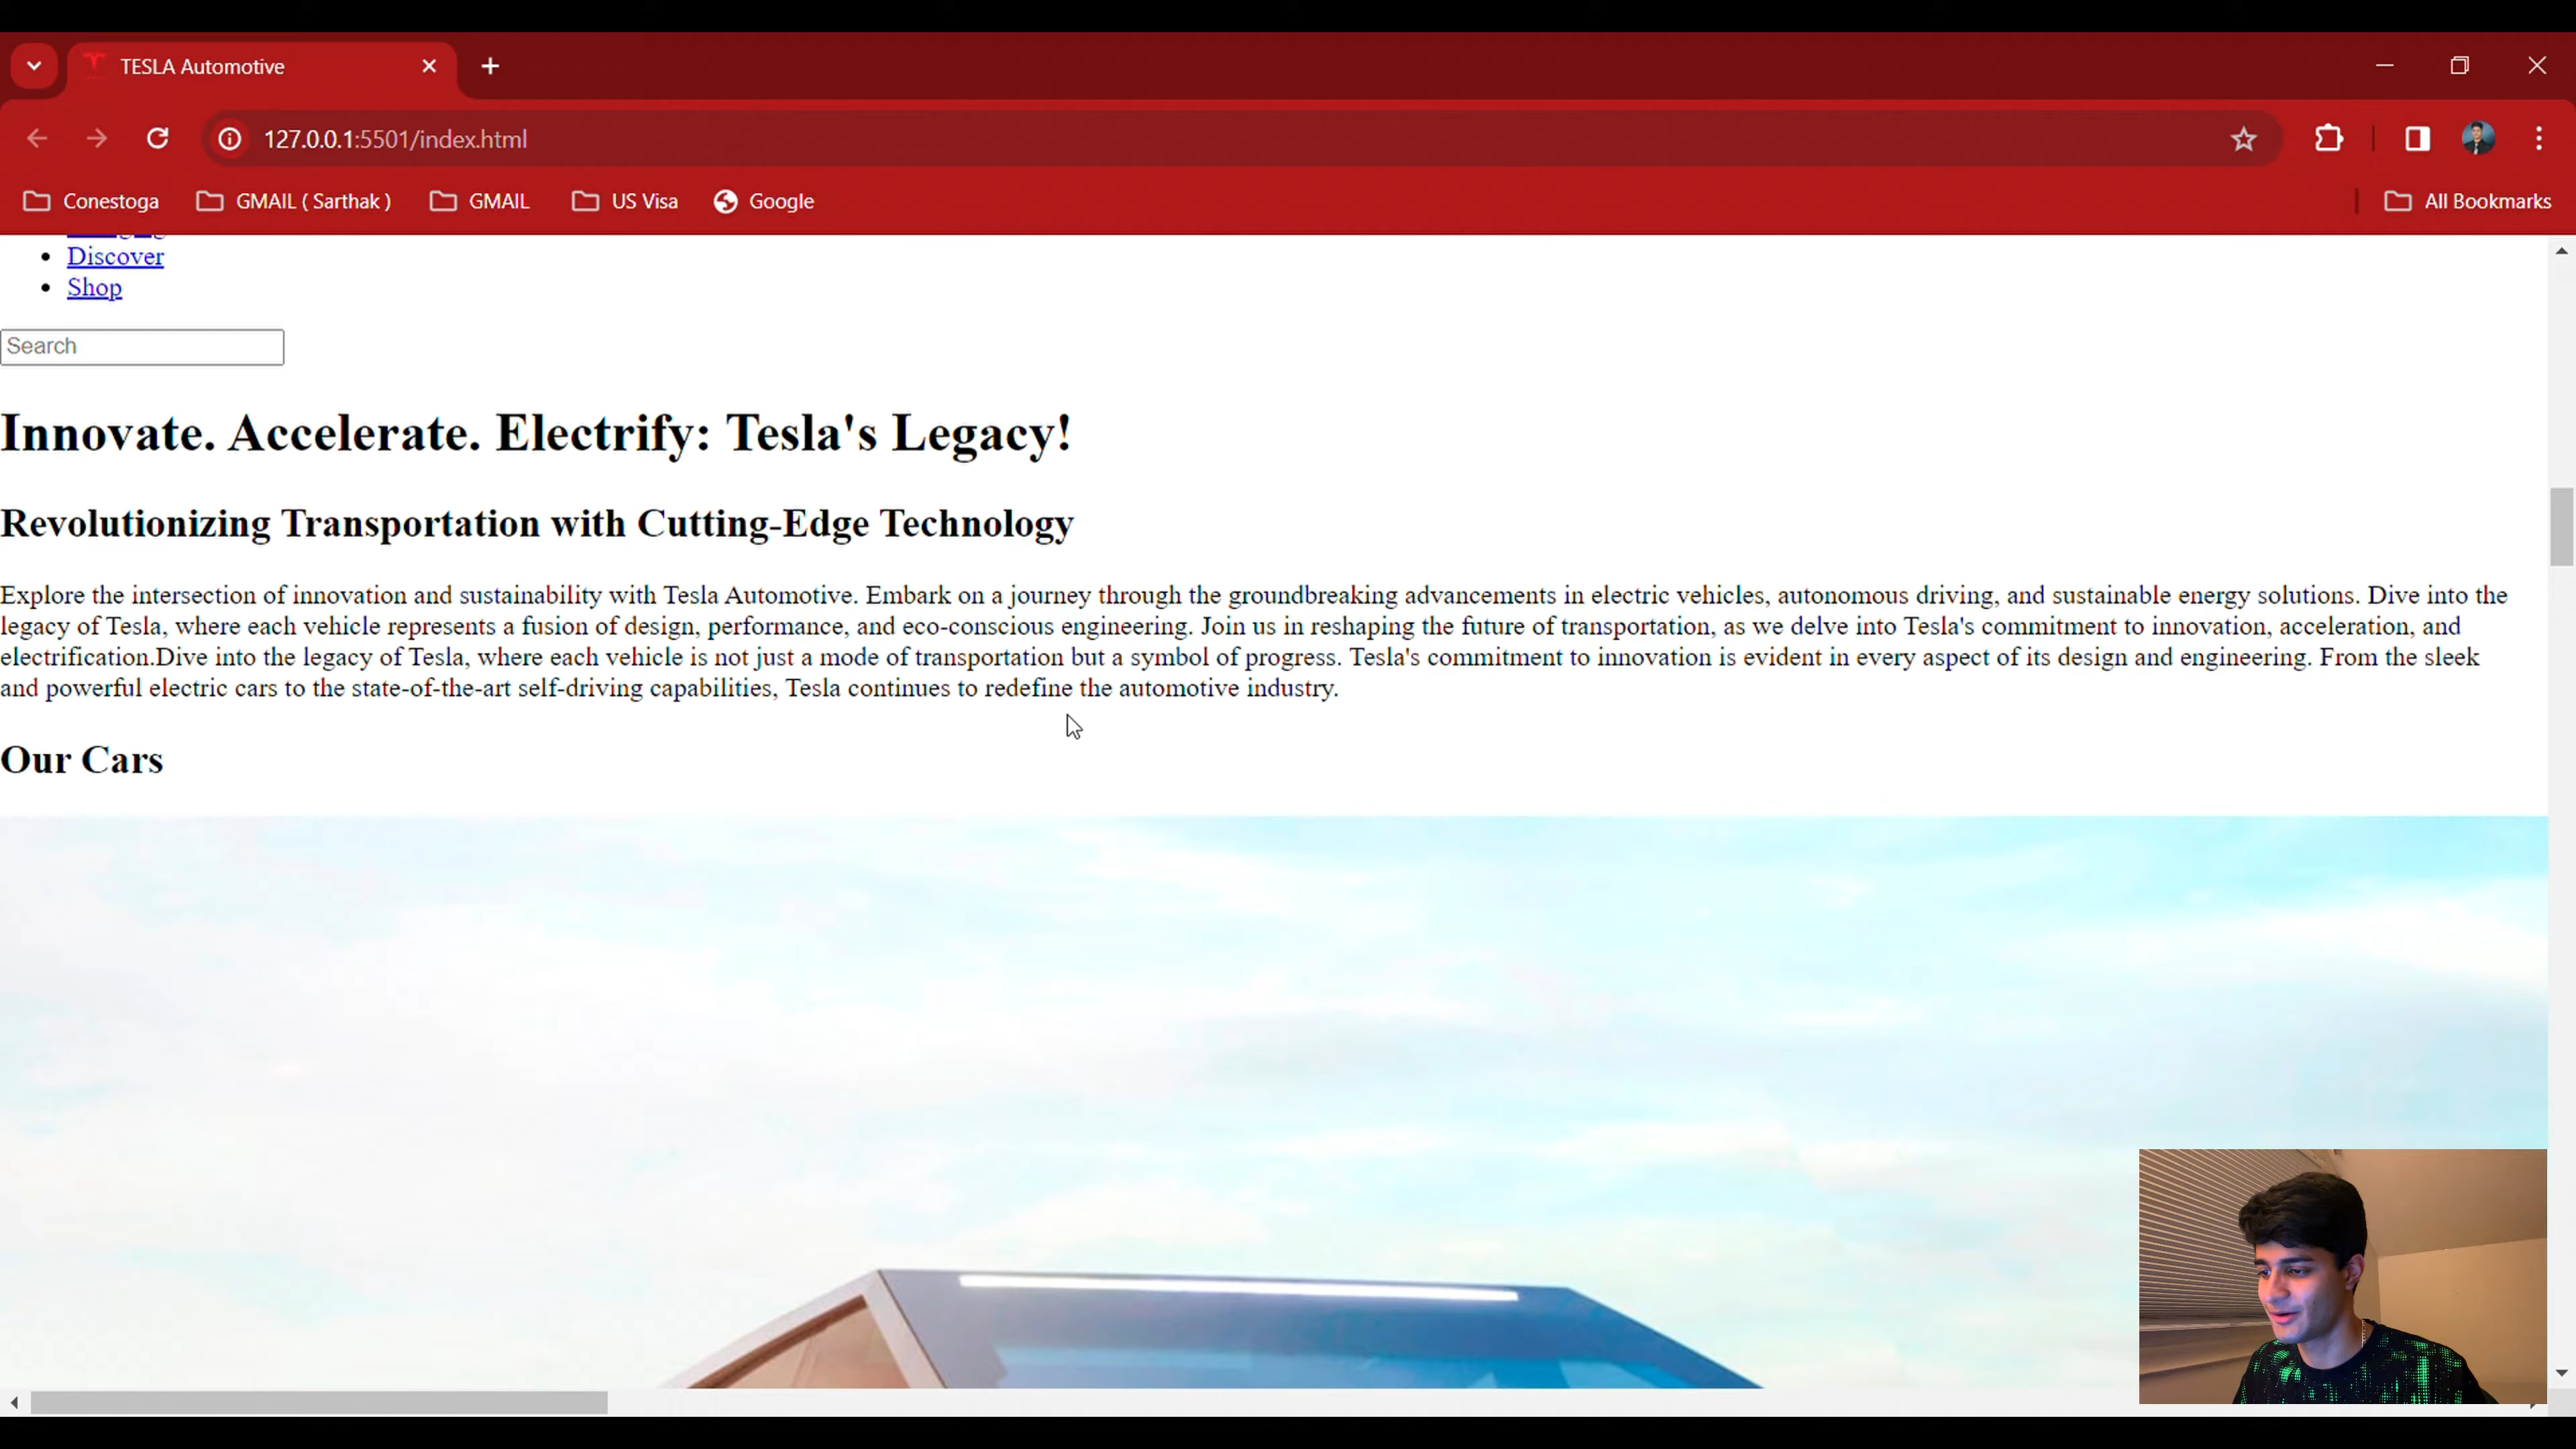 TESLA Automotive
127.0.0.1:5501/index.html
Conestoga
GMAIL ( Sarthak )
GMAIL
US Visa
Google
All Bookmarks
Discover
Shop
Search
Innovate. Accelerate. Electrify: Tesla's Legacy!
Revolutionizing Transportation with Cutting-Edge Technology
Explore the intersection of innovation and sustainability with Tesla Automotive. Embark on a journey through the groundbreaking advancements in electric vehicles, autonomous driving, and sustainable energy solutions. Dive into the
legacy of Tesla, where each vehicle represents a fusion of design, performance, and eco-conscious engineering. Join us in reshaping the future of transportation, as we delve into Tesla's commitment to innovation, acceleration, and
electrification.Dive into the legacy of Tesla, where each vehicle is not just a mode of transportation but a symbol of progress. Tesla's commitment to innovation is evident in every aspect of its design and engineering. From the sleek
and powerful electric cars to the state-of-the-art self-driving capabilities, Tesla continues to redefine the automotive industry.
Our Cars